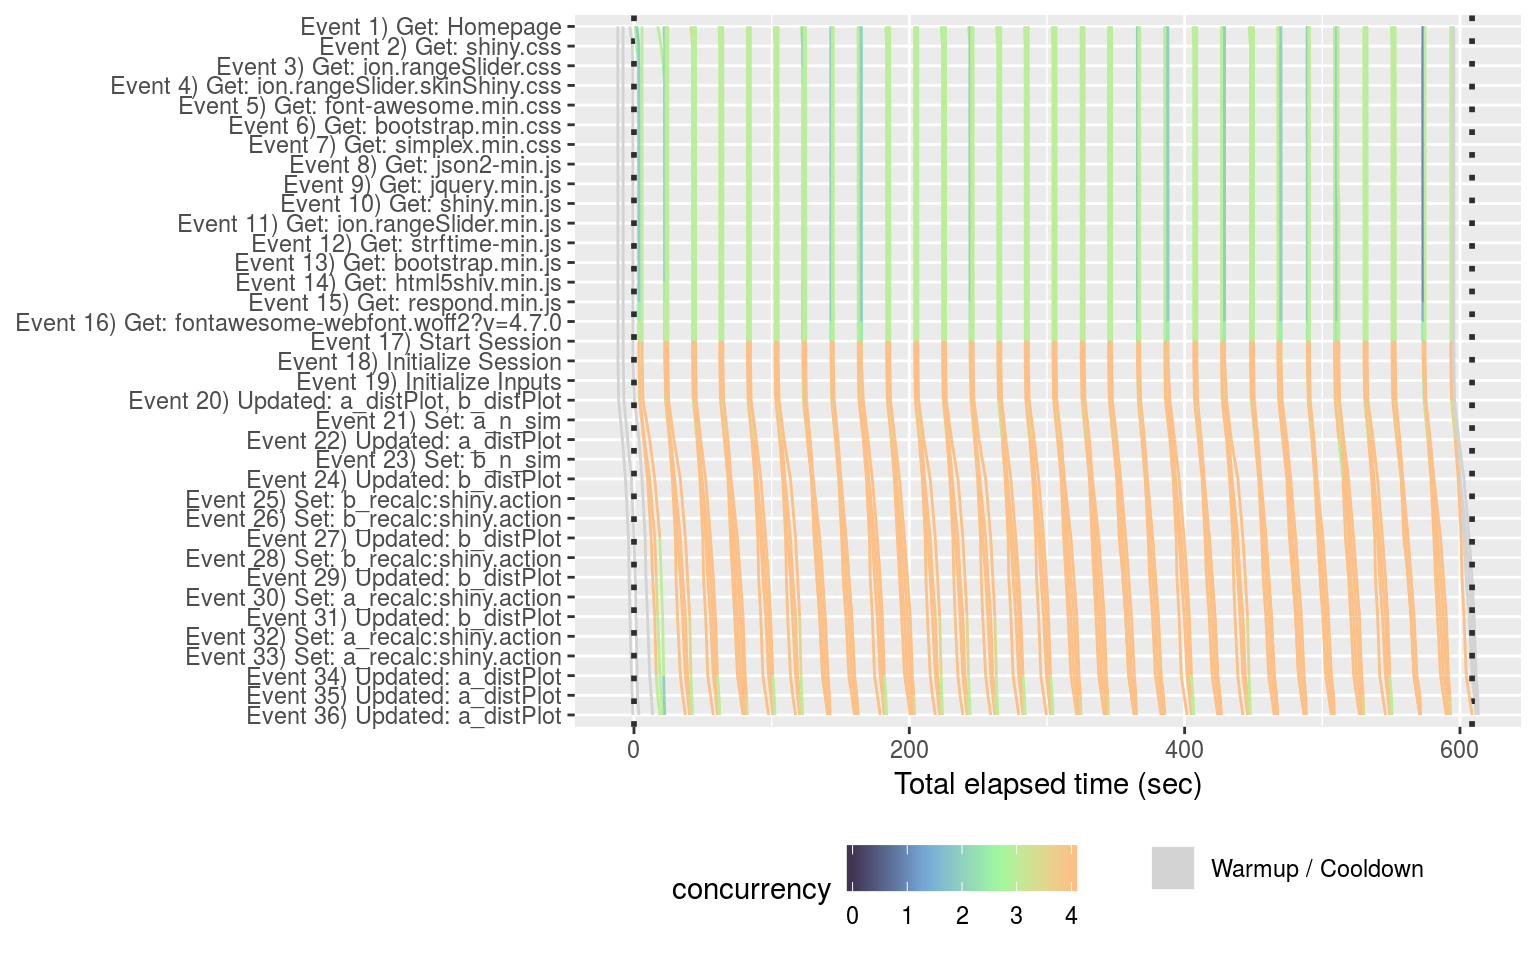 Event 1) Get: Homepage
Event 2) Get: shiny.css
Event 3) Get: ion.rangeSlider.css
Event 4) Get: ion.rangeSlider.skinShiny.css
Event 5) Get: font-awesome.min.css
Event 6) Get: bootstrap.min.css
Event 7) Get: simplex.min.css
Event 8) Get: json2-min.js
Event 9) Get: jquery.min.js
Event 10) Get: shiny.min.js
Event 11) Get: ion.rangeSlider.min.js
Event 12) Get: strftime-min.js
Event 13) Get: bootstrap.min.js
Event 14) Get: html5shiv.min.js
Event 15) Get: respond.min.js
Event 16) Get: fontawesome-webfont.woff2?v=4.7.0
Event 17) Start Session
Event 18) Initialize Session
Event 19) Initialize Inputs
Event 20) Updated: a_distPlot, b_distPlot
Event 21) Set: a_n_sim
Event 22) Updated: a_distPlot
Event 23) Set: b_n_sim
Event 24) Updated: b_distPlot
Event 25) Set: b_recalc:shiny.action
Event 26) Set: b_recalc:shiny.action
Event 27) Updated: b_distPlot
Event 28) Set: b_recalc:shiny.action
Event 29) Updated: b_distPlot
Event 30) Set: a_recalc:shiny.action
Event 31) Updated: b_distPlot
Event 32) Set: a_recalc:shiny.action
Event 33) Set: a_recalc:shiny.action
Event 34) Updated: a_distPlot
Event 35) Updated: a_distPlot
Event 36) Updated: a_distPlot
0 200 400 600
Total elapsed time (sec)
concurrency
0 1 2 3 4
Warmup / Cooldown